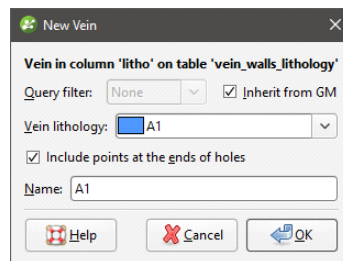 New Vein
Vein in column 'litho' on table 'vein_walls_lithology'
Query filter: None Inherit from GM
Vein lithology: A1
Include points at the ends of holes
Name: A1
Help Cancel OK